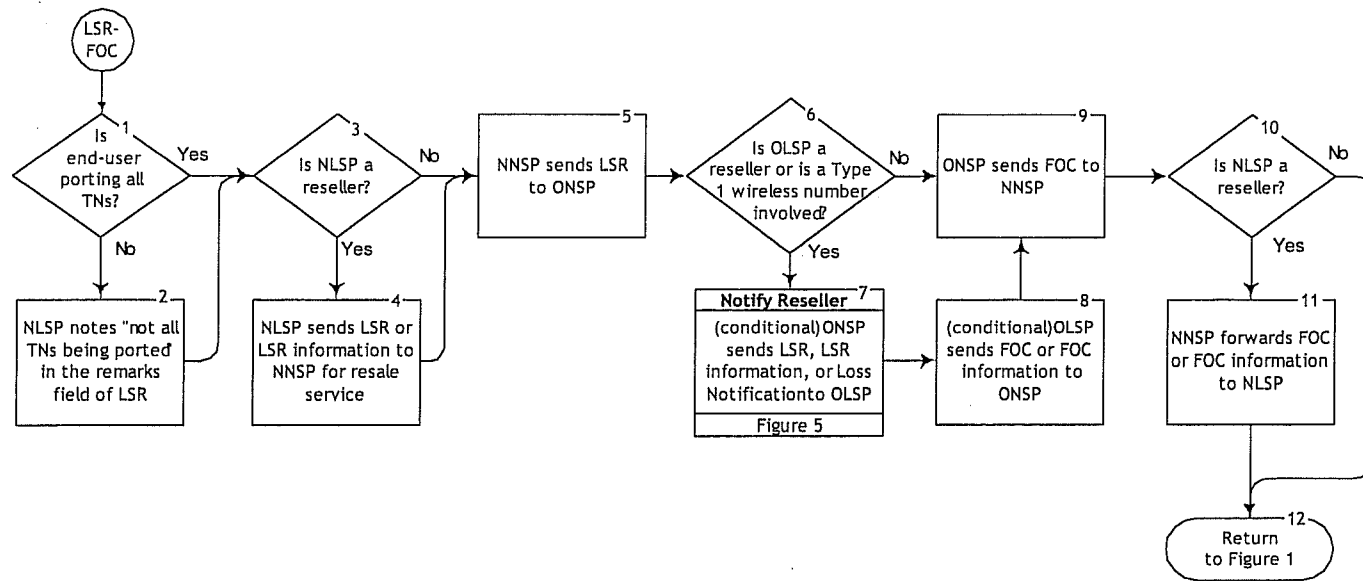 LSR-
FOC
1
Is
end-user
porting all
TNs?
Yes
No
2
NLSP notes "not all
TNs being ported"
in the remarks
field of LSR
3
Is NLSP a
reseller?
No
Yes
4
NLSP sends LSR or
LSR information to
NNSP for resale
service
5
NNSP sends LSR
to ONSP
6
Is OLSP a
reseller or is a Type
1 wireless number
involved?
No
Yes
7
Notify Reseller
(conditional)ONSP
sends LSR, LSR
information, or Loss
Notificationto OLSP
Figure 5
8
(conditional)OLSP
sends FOC or FOC
information to
ONSP
9
ONSP sends FOC to
NNSP
10
Is NLSP a
reseller?
No
Yes
11
NNSP forwards FOC
or FOC information
to NLSP
12
Return
to Figure 1